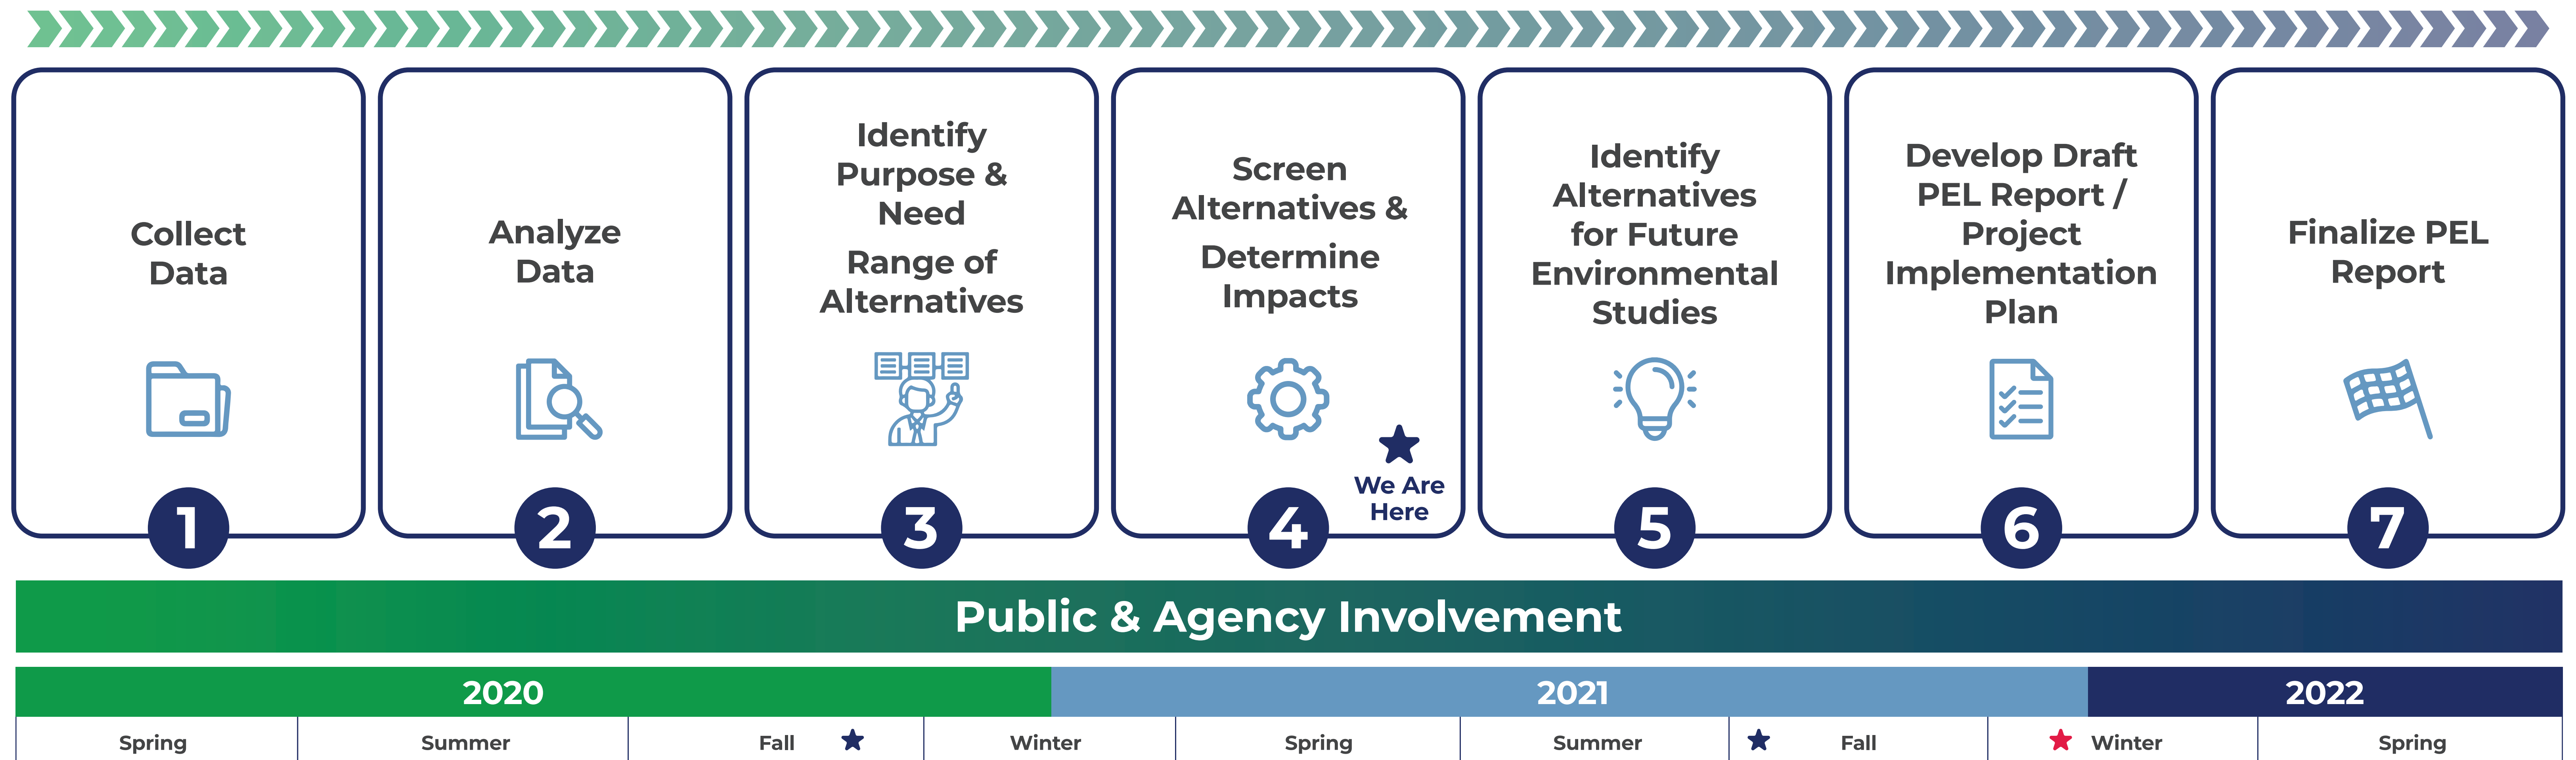 Collect
Data
1
Analyze
Data
2
Identify
Purpose &
Need
Range of
Alternatives
3
Screen
Alternatives &
Determine
Impacts
We Are
Here
4
Identify
Alternatives
for Future
Environmental
Studies
5
Develop Draft
PEL Report /
Project
Implementation
Plan
6
Finalize PEL
Report
7
Public & Agency Involvement
2020 2021 2022
Spring Summer Fall Winter Spring Summer Fall Winter Spring